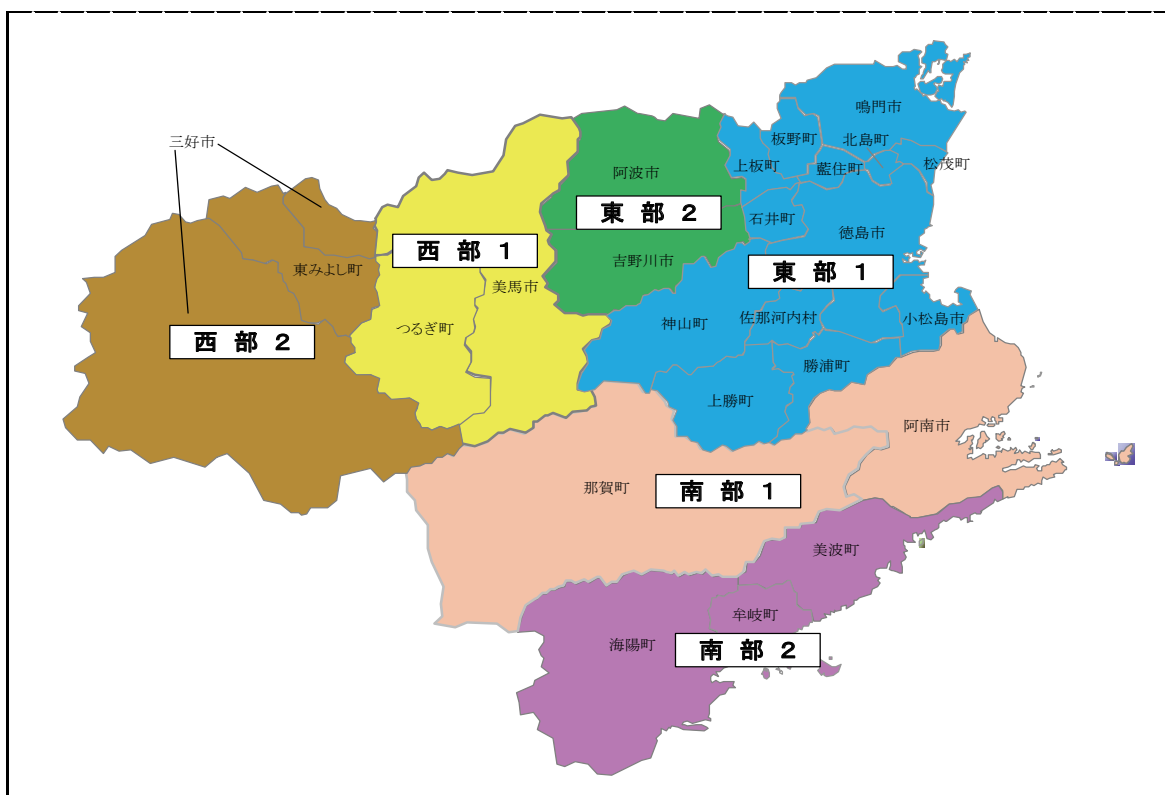 鳴門市
板野町
北島町
三好市
上板町
藍住町
松茂町
阿波市
東 部 ２
石井町
徳島市
西 部 １
吉野川市
東 部 １
東みよし町
美馬市
小松島市
つるぎ町
神山町
佐那河内村
西 部 ２
勝浦町
上勝町
阿南市
那賀町
南 部 １
美波町
牟岐町
海陽町
南 部 ２